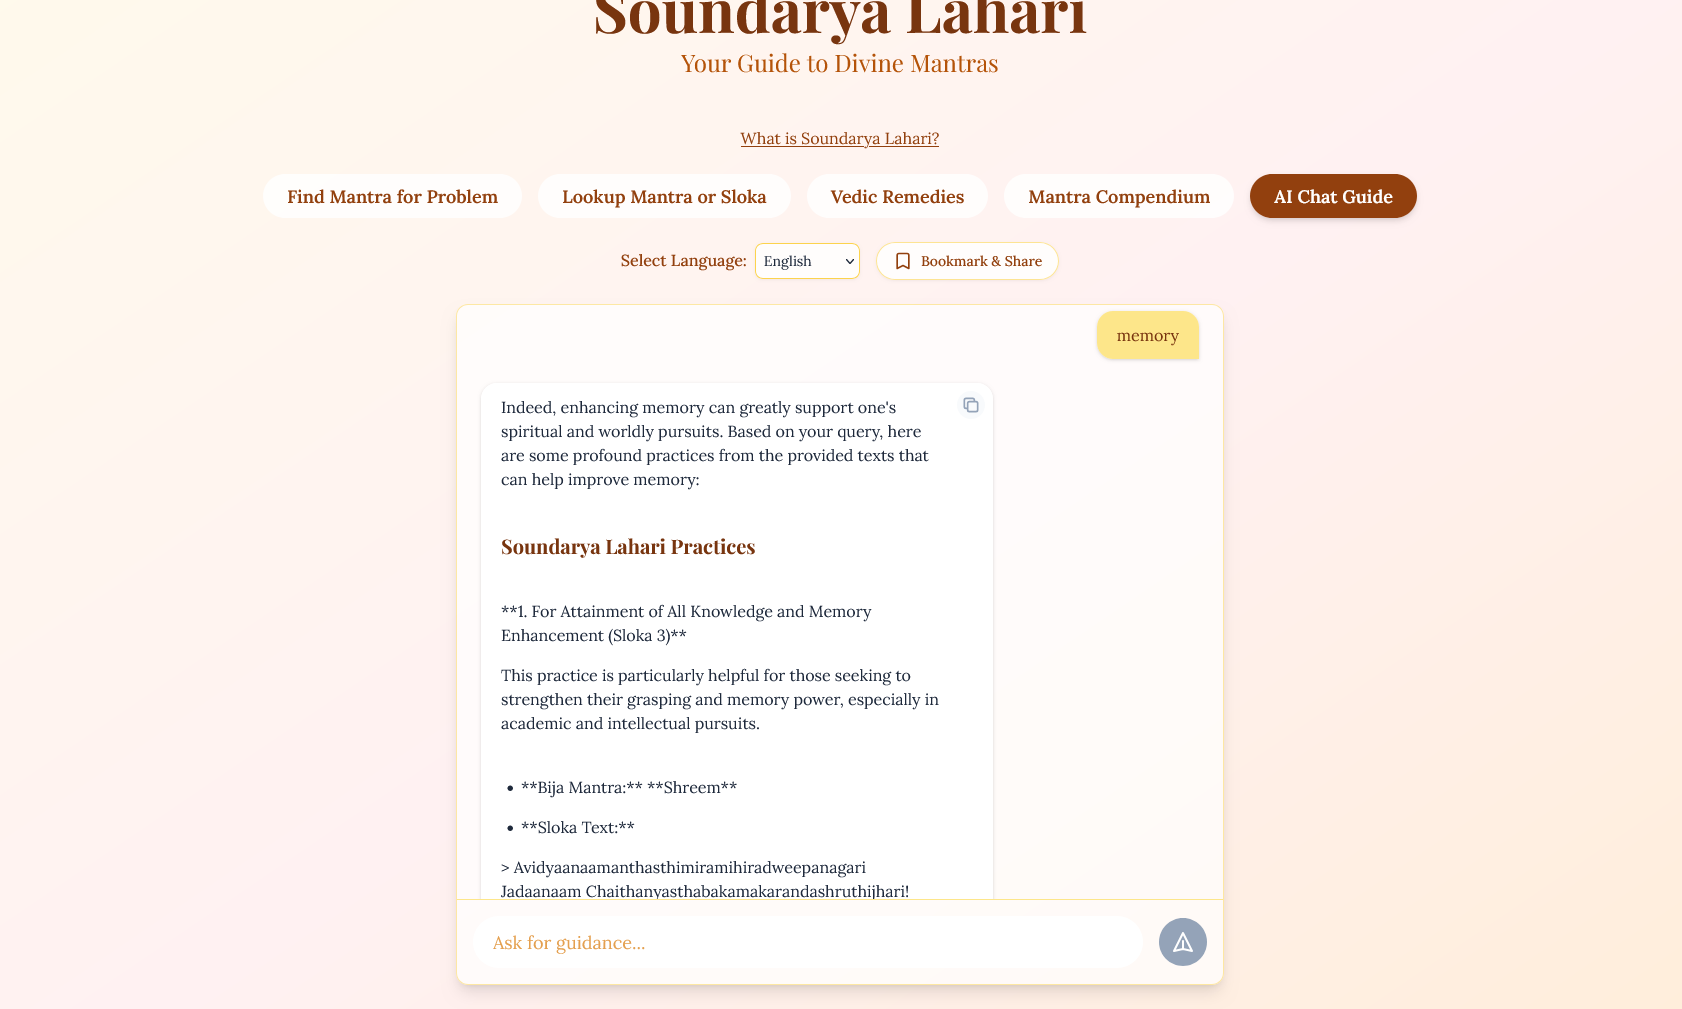 Soundarya Lahari
Your Guide to Divine Mantras
What is Soundarya Lahari?
Find Mantra for Problem
Lookup Mantra or Sloka
Vedic Remedies
Mantra Compendium
AI Chat Guide
Select Language:
English
Bookmark & Share
memory
Indeed, enhancing memory can greatly support one's
spiritual and worldly pursuits. Based on your query, here
are some profound practices from the provided texts that
can help improve memory:
Soundarya Lahari Practices
**1. For Attainment of All Knowledge and Memory
Enhancement (Sloka 3)**
This practice is particularly helpful for those seeking to
strengthen their grasping and memory power, especially in
academic and intellectual pursuits.
• **Bija Mantra:** **Shreem**
• **Sloka Text:**
> Avidyaanaamanthasthimiramihiradweepanagari
Jadaanaam Chaithanyasthabakamakarandashruthijhari!
Ask for guidance...